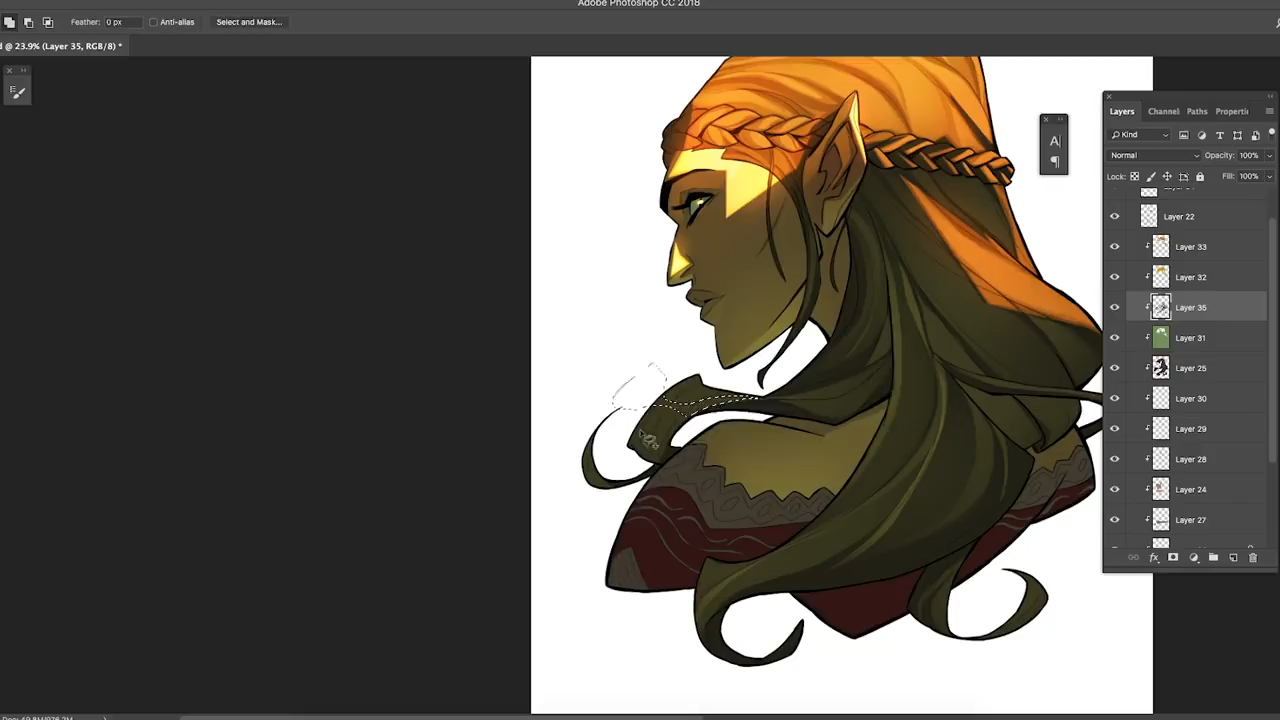 Adobe Photoshop CC 2018
Feather: 0 px Anti-alias Select and Mask...
d @ 23.9% (Layer 35, RGB/8) *
Layers Channel Paths Properti
Kind
Normal Opacity: 100%
Lock: Fill: 100%
Layer 22
Layer 33
Layer 32
Layer 35
Layer 31
Layer 25
Layer 30
Layer 29
Layer 28
Layer 24
Layer 27